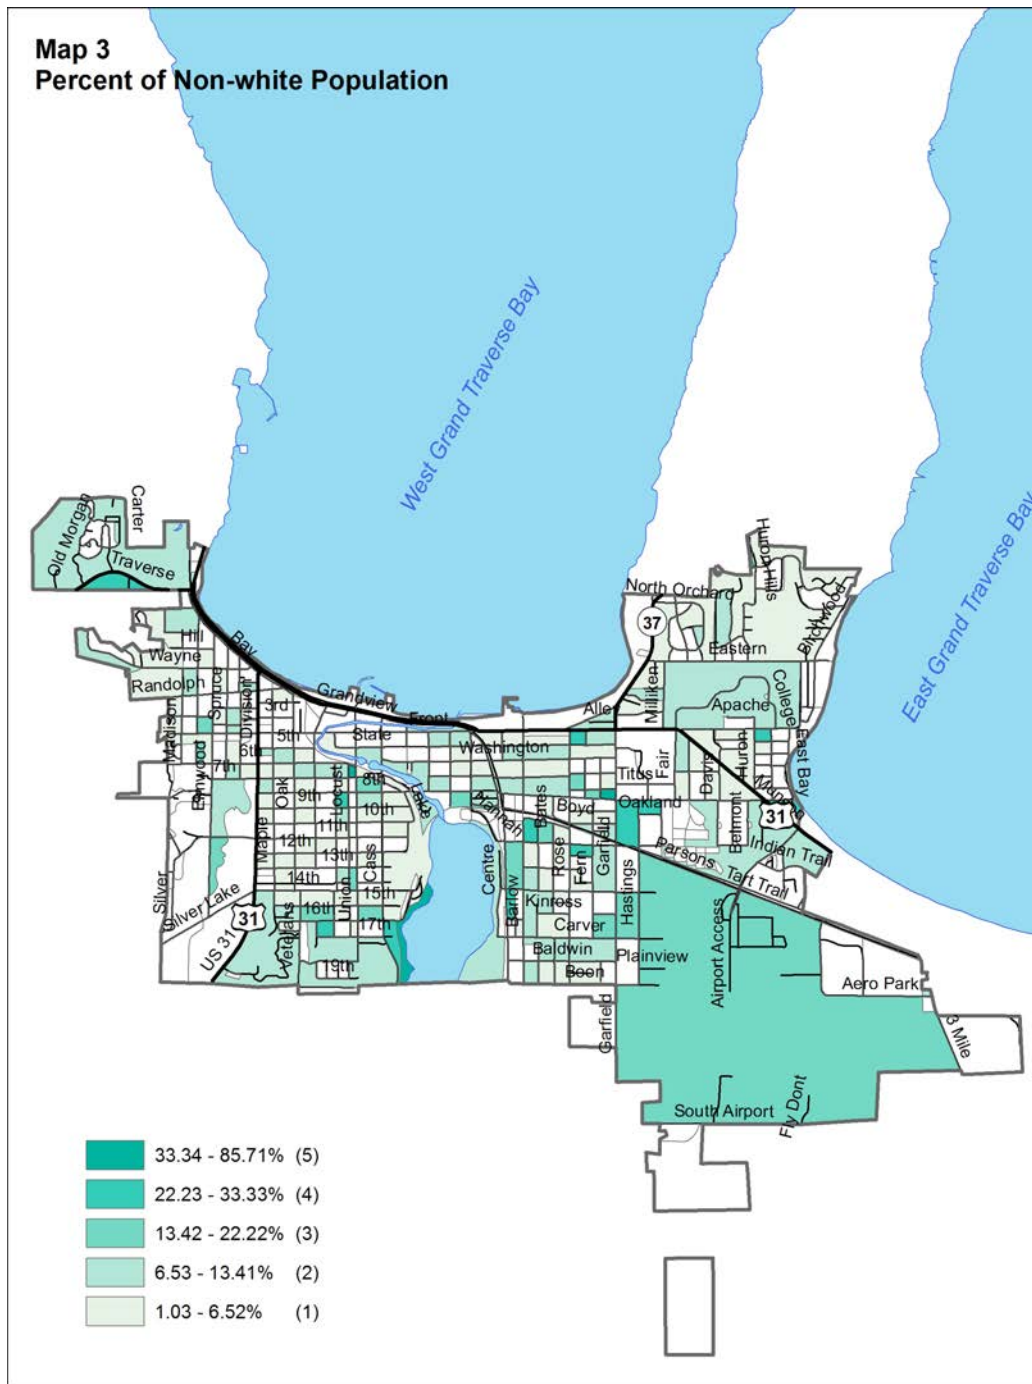 Map 3
Percent of Non-white Population
West Grand Traverse Bay
East Grand Traverse Bay
Carter
Old Morgan
Traverse
Huron Hills
North Orchard
Birchwood
37
Hill
Bay
Wayne
Eastern
Randolph
Spruce
Division
Grandview
Milliken
Apache
College
Madison
3rd
Front
Alle
State
5th
6th
Washington
Huron
East Bay
Fair
Davis
7th
Elmwood
8th
Titus
Oak
9th
Locust
10th
Lake
Hannah
Bates
Boyd
Oakland
Garfield
Belmont
31
11th
Maple
12th
13th
Cass
Centre
Rose
Fern
Parsons
Indian Trail
Tart Trail
14th
15th
Union
Silver
Silver Lake
31
US 31
Veterans
16th
17th
19th
Barlow
Kinross
Carver
Hastings
Baldwin
Plainview
Boon
Airport Access
Aero Park
Garfield
3 Mile
South Airport
Fly Dont
33.34 - 85.71% (5)
22.23 - 33.33% (4)
13.42 - 22.22% (3)
6.53 - 13.41% (2)
1.03 - 6.52% (1)